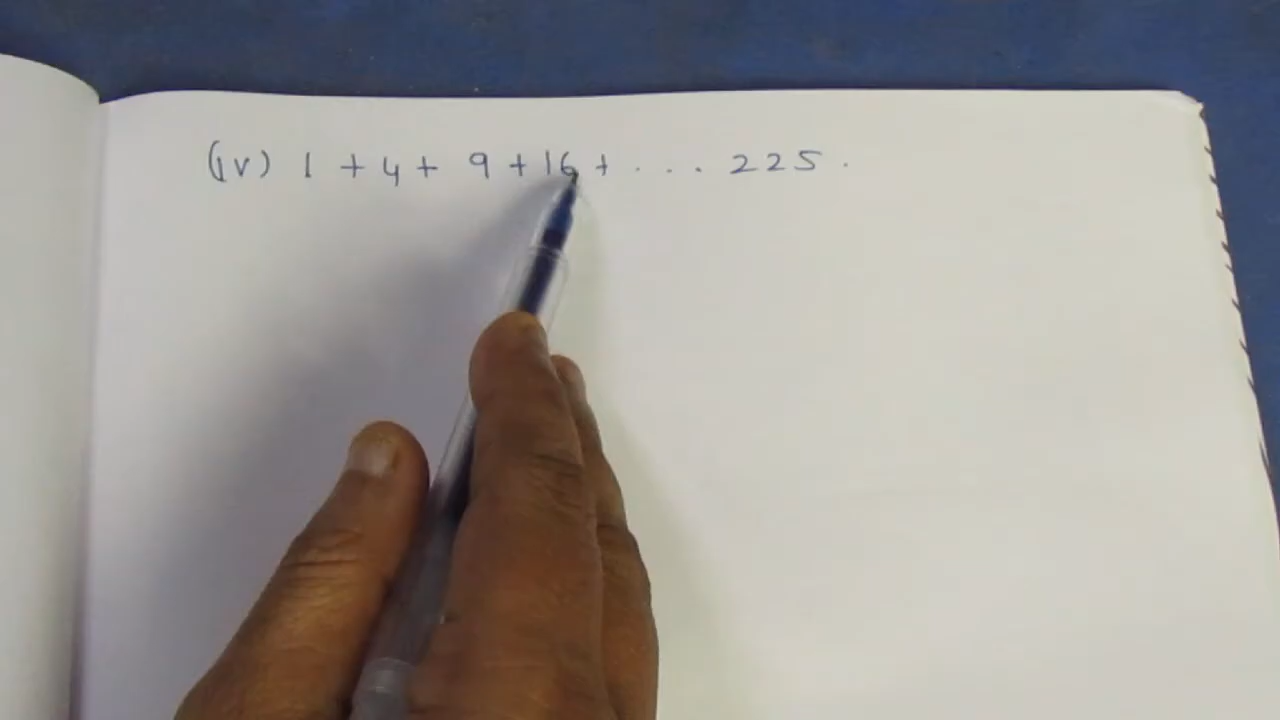 (iv) 1 + 4 + 9 + 16 + . . . 225 .